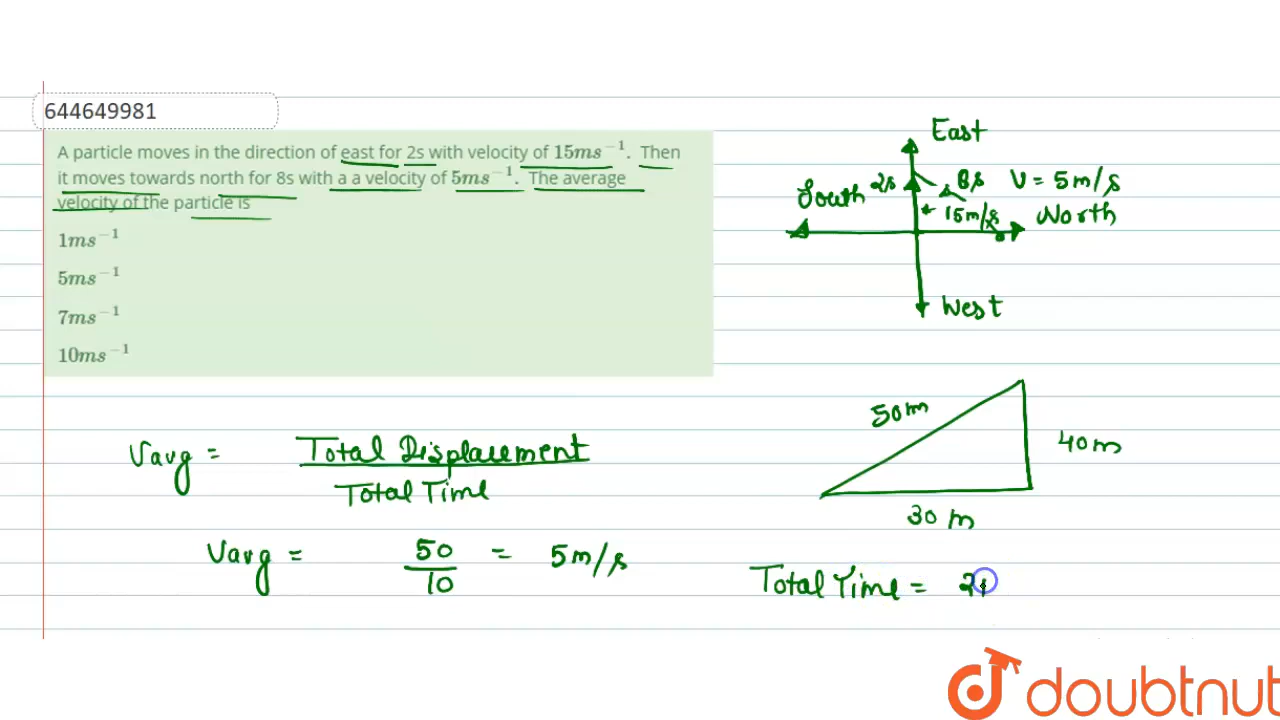 644649981
A particle moves in the direction of east for 2s with velocity of 15ms⁻¹. Then
it moves towards north for 8s with a a velocity of 5ms⁻¹. The average
velocity of the particle is
1ms⁻¹
5ms⁻¹
7ms⁻¹
10ms⁻¹
East
South 2s 8s V = 5m/s
15m/s North
West
50m
40m
30 m
Vavg = Total Displacement
Total Time
Vavg = 50 = 5m/s
10
Total Time =
doubtnut